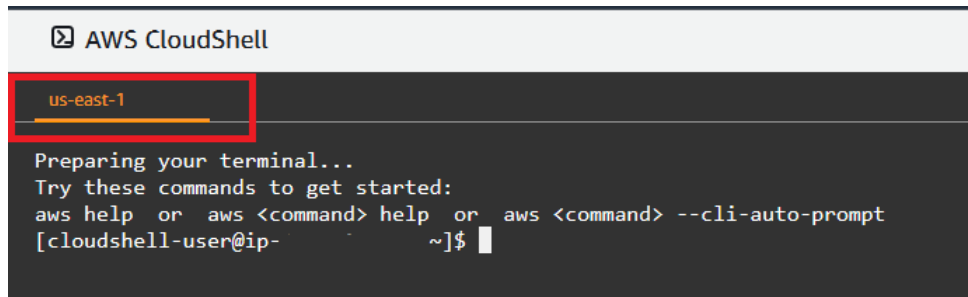 AWS CloudShell
us-east-1
Preparing your terminal...
Try these commands to get started:
aws help  or  aws <command> help  or  aws <command> --cli-auto-prompt
[cloudshell-user@ip- ~]$